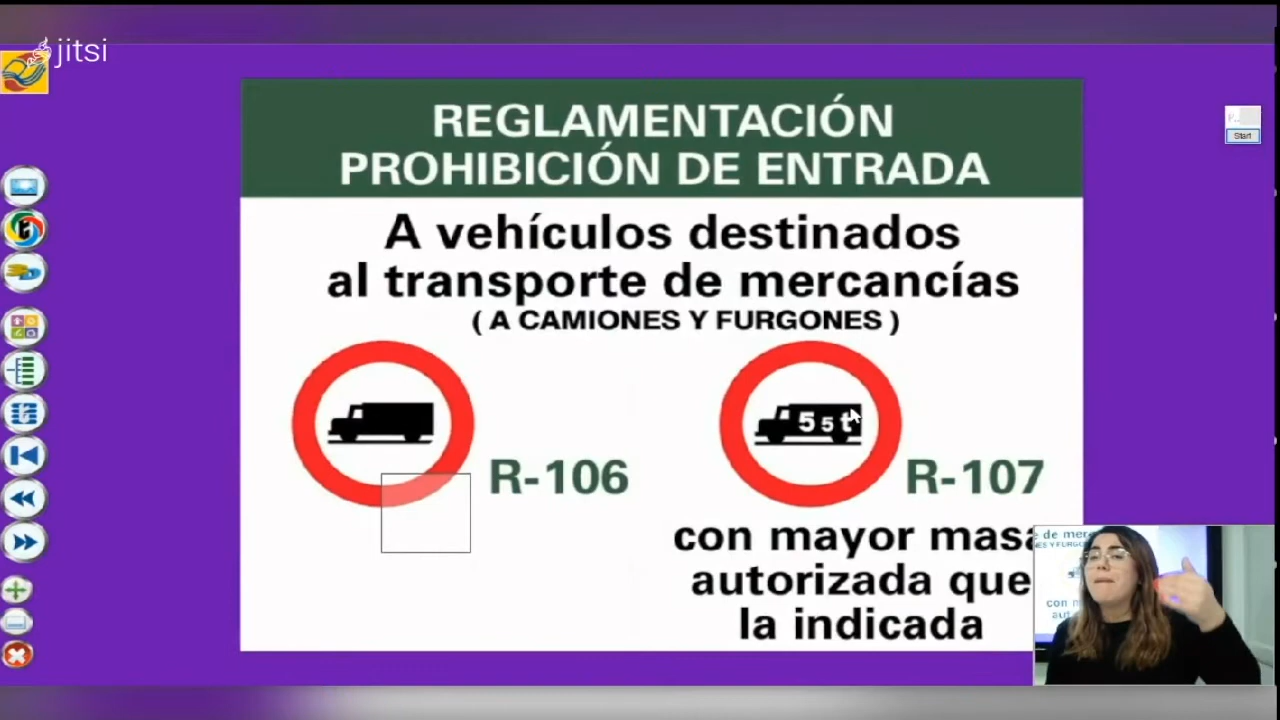 jitsi
REGLAMENTACIÓN
PROHIBICIÓN DE ENTRADA
A vehículos destinados
al transporte de mercancías
( A CAMIONES Y FURGONES )
5 5 t
R-106
R-107
con mayor masa
autorizada que
la indicada
Start